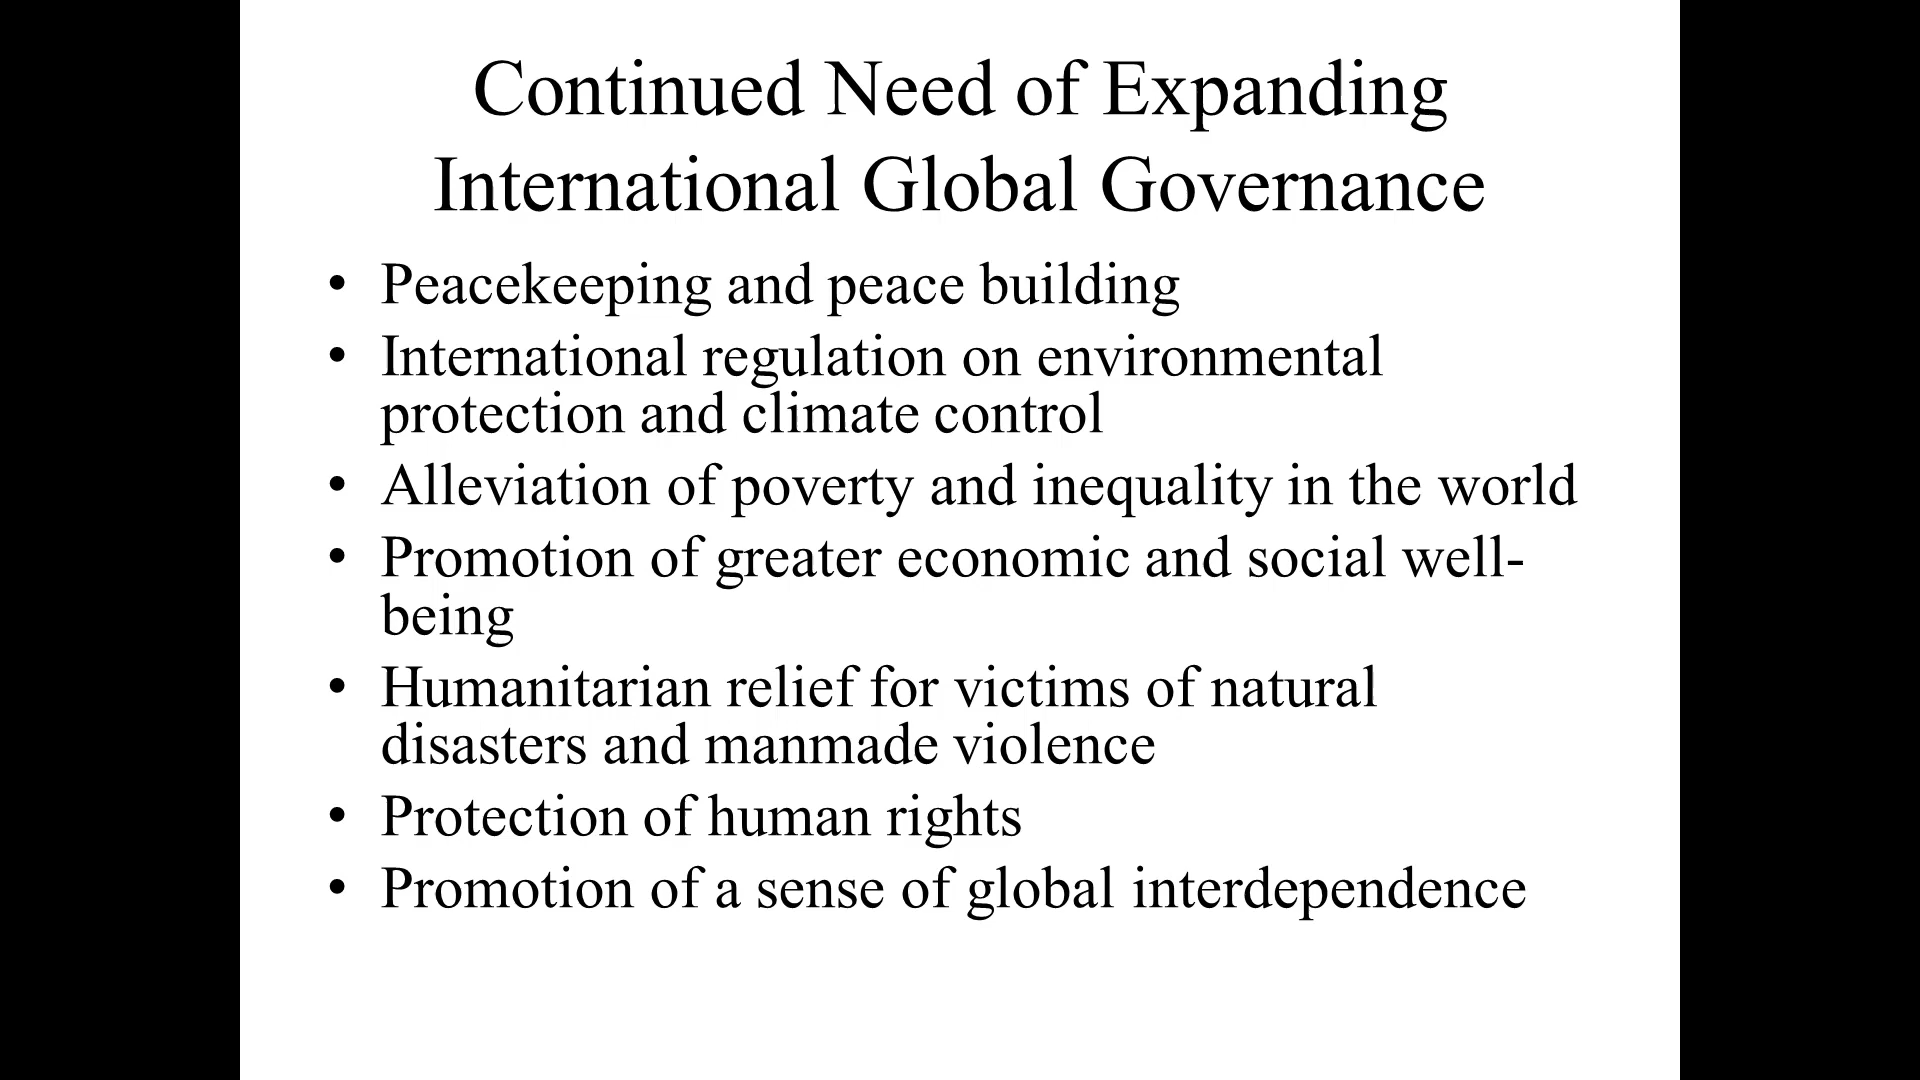 Continued Need of Expanding
International Global Governance
• Peacekeeping and peace building
• International regulation on environmental
protection and climate control
• Alleviation of poverty and inequality in the world
• Promotion of greater economic and social well-
being
• Humanitarian relief for victims of natural
disasters and manmade violence
• Protection of human rights
• Promotion of a sense of global interdependence